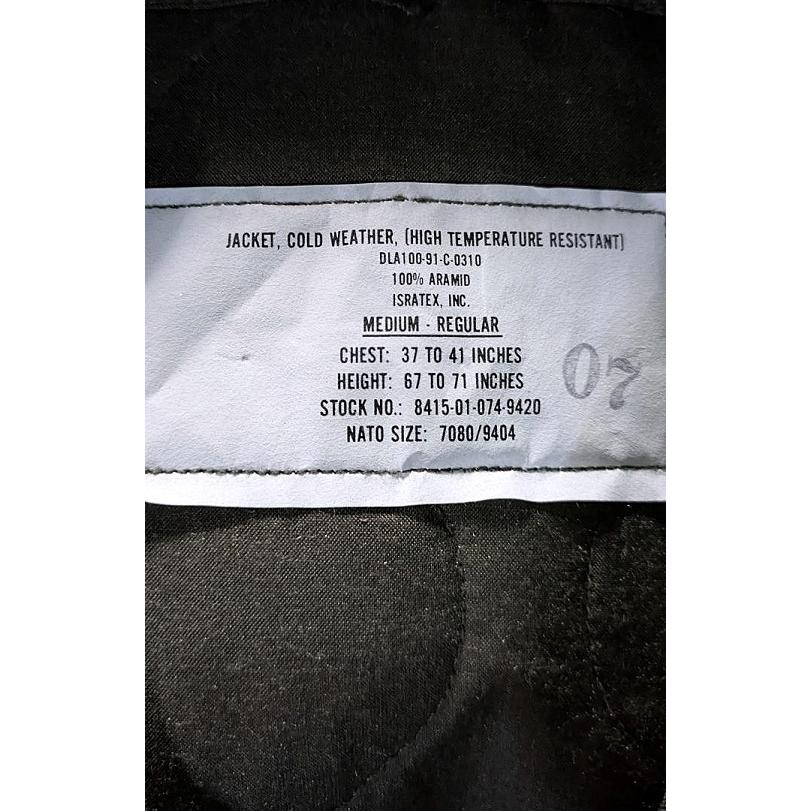 JACKET, COLD WEATHER, (HIGH TEMPERATURE RESISTANT)
DLA100-91-C-0310
100% ARAMID
ISRATEX, INC.
MEDIUM - REGULAR
CHEST: 37 TO 41 INCHES
HEIGHT: 67 TO 71 INCHES
STOCK NO.: 8415-01-074-9420
NATO SIZE: 7080/9404
07